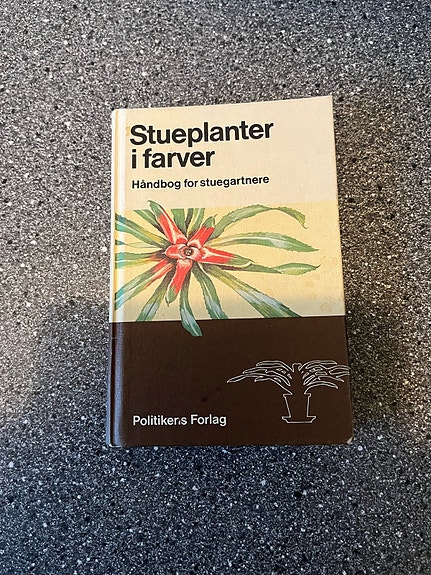 Stueplanter
i farver
Håndbog for stuegartnere
Politikens Forlag